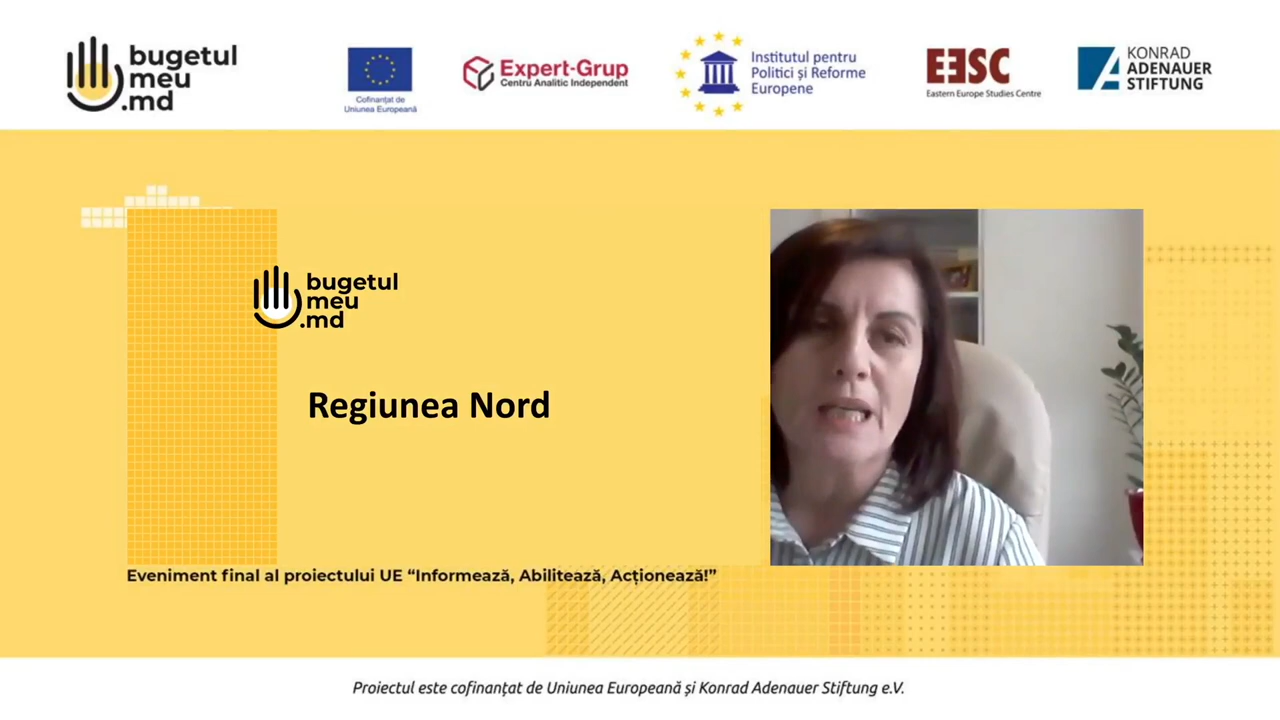 bugetul
meu
.md
Cofinanțat de
Uniunea Europeană
Expert-Grup
Centru Analitic Independent
Institutul pentru
Politici și Reforme
Europene
EESC
Eastern Europe Studies Centre
KONRAD
ADENAUER
STIFTUNG
bugetul
meu
.md
Regiunea Nord
Eveniment final al proiectului UE “Informează, Abilitează, Acționează!”
Proiectul este cofinanțat de Uniunea Europeană și Konrad Adenauer Stiftung e.V.